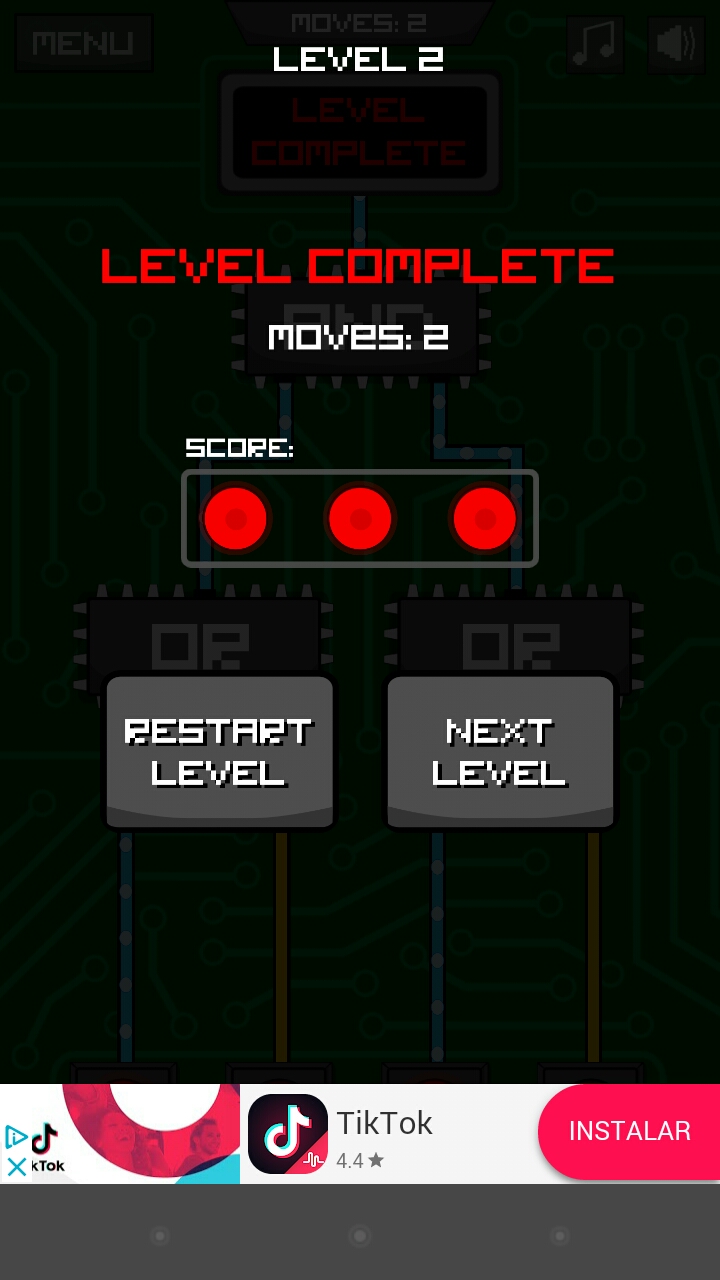 MENU
MOVES: 2
LEVEL 2
LEVEL
COMPLETE
LEVEL COMPLETE
AND
MOVES: 2
SCORE:
OR
OR
RESTART
LEVEL
NEXT
LEVEL
kTok
TikTok
4.4★
INSTALAR